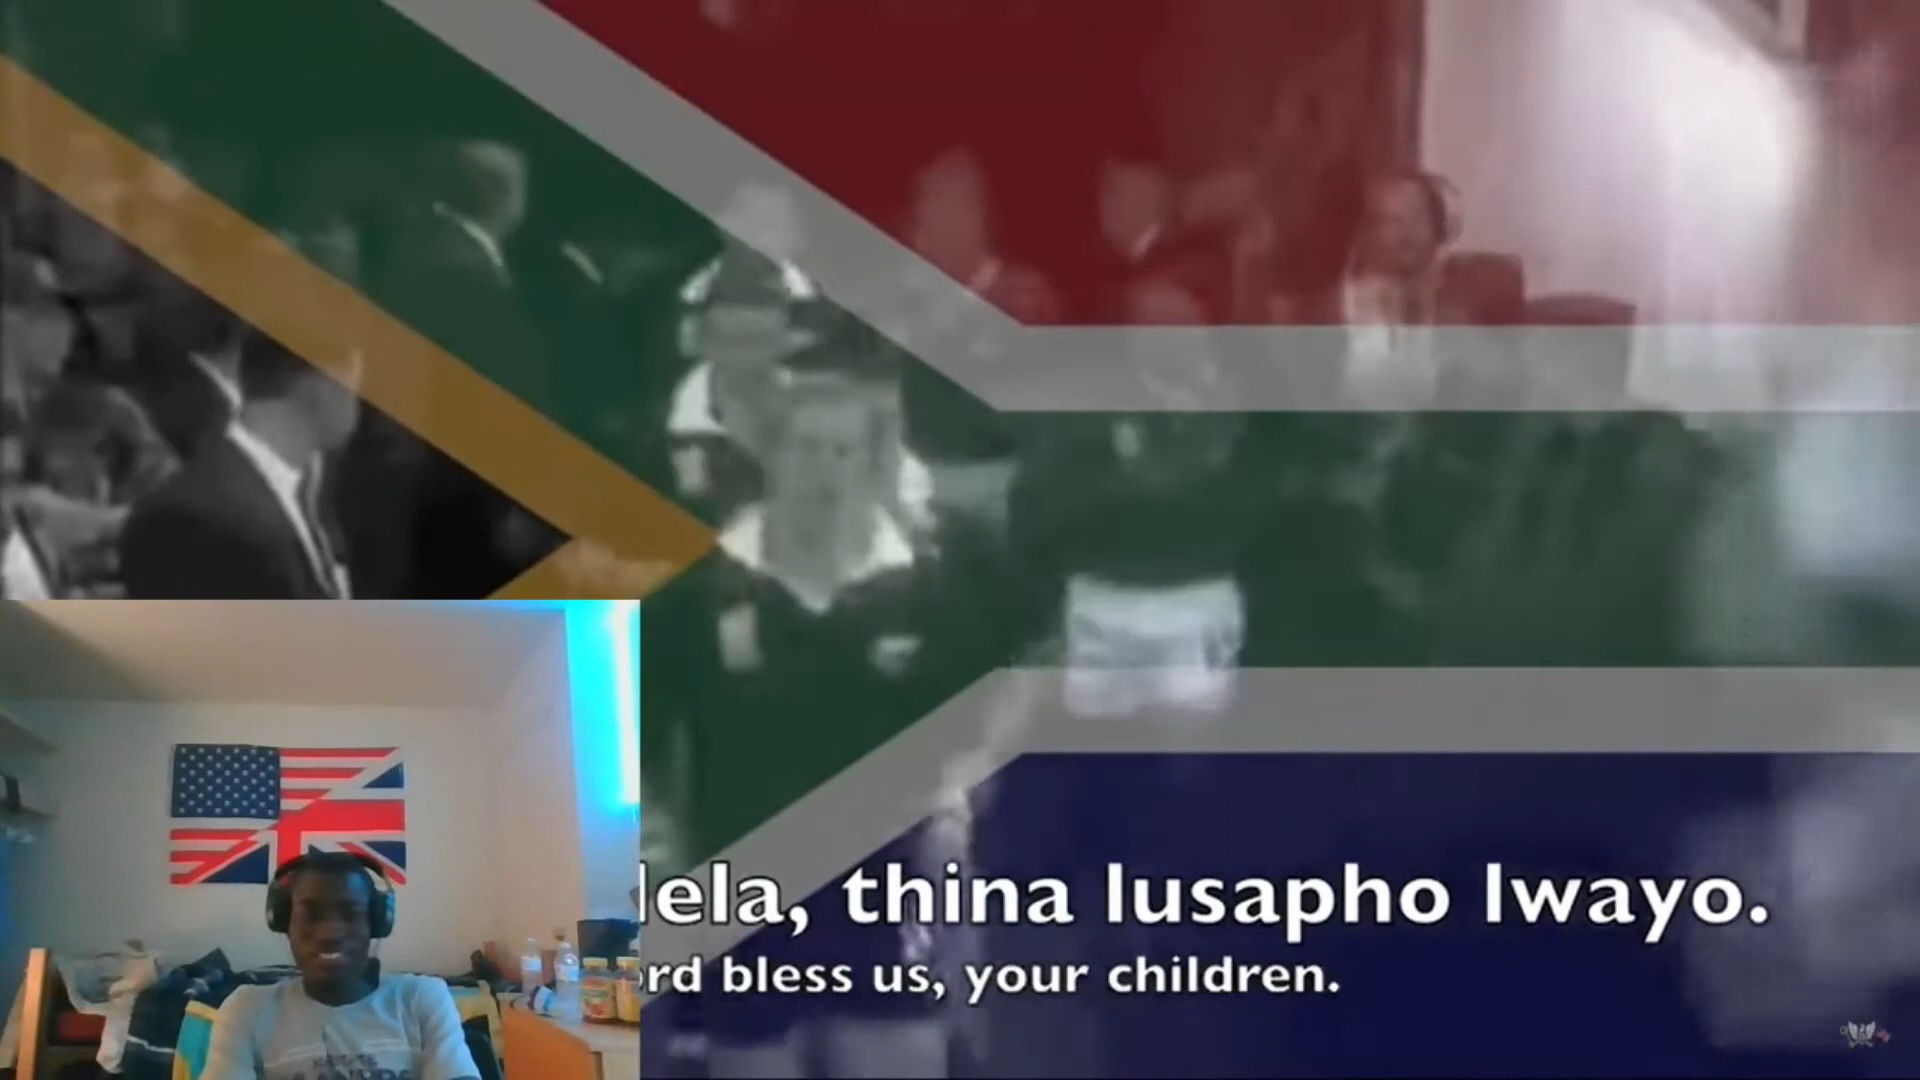 lela, thina lusapho lwayo.
ord bless us, your children.